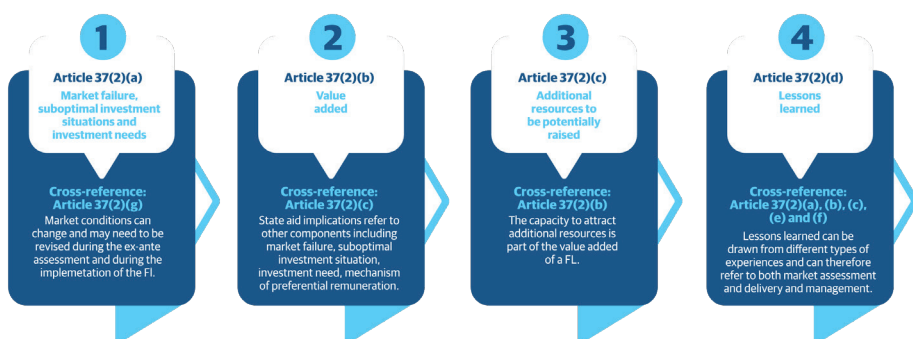 1
Article 37(2)(a)
Market failure,
suboptimal investment
situations and
investment needs
Cross-reference:
Article 37(2)(g)
Market conditions can
change and may need to be
revised during the ex-ante
assessment and during the
implemetation of the FI.
2
Article 37(2)(b)
Value
added
Cross-reference:
Article 37(2)(c)
State aid implications refer to
other components including
market failure, suboptimal
investment situation,
investment need, mechanism
of preferential remuneration.
3
Article 37(2)(c)
Additional
resources to
be potentially
raised
Cross-reference:
Article 37(2)(b)
The capacity to attract
additional resources is
part of the value added
of a FL.
4
Article 37(2)(d)
Lessons
learned
Cross-reference:
Article 37(2)(a), (b), (c),
(e) and (f)
Lessons learned can be
drawn from different types of
experiences and can therefore
refer to both market assessment
and delivery and management.